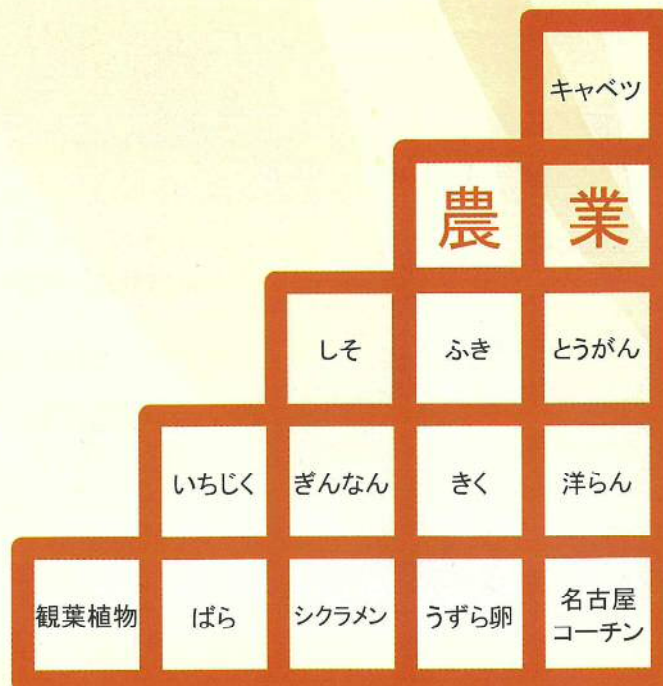 キャベツ
農業
しそ
ふき
とうがん
いちじく
ぎんなん
きく
洋らん
観葉植物
ばら
シクラメン
うずら卵
名古屋
コーチン